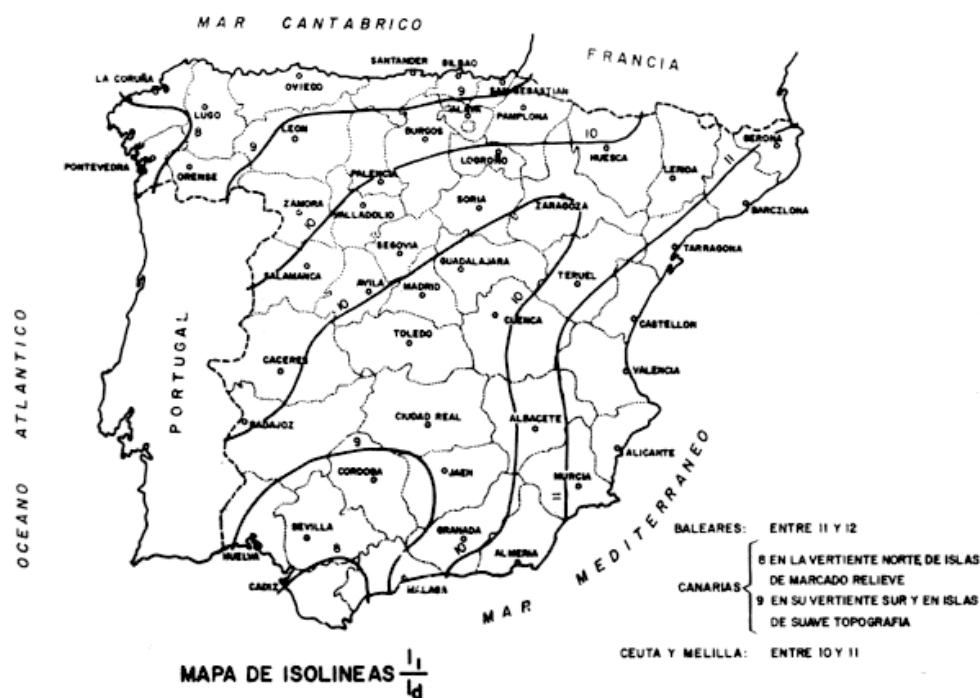 MAR CANTABRICO
FRANCIA
LA CORUÑA
OVIEDO
SANTANDER
BILBAO
SAN SEBASTIAN
LUGO
8
9
9
LEON
ALAVA
PAMPLONA
BURGOS
10
GERONA
PONTEVEDRA
ORENSE
LOGROÑO
HUESCA
11
LERIDA
PALENCIA
ZAMORA
VALLADOLIO
SORIA
ZARAGOZA
BARCZLONA
10
SEGOVIA
TARRAGONA
SALAMANCA
AVILA
MADRID
GUADALAJARA
TERUEL
10
10
CUENCA
CASTELLOR
TOLEDO
CACERES
VALENCIA
OCEANO ATLANTICO
PORTUGAL
BADAJOZ
CIUDAD REAL
ALBACETE
ALICANTE
9
CORDOBA
JAEN
MURCIA
11
SEVILLA
GRANADA
10
HUELVA
8
ALMERIA
CADIZ
MALAGA
MAR MEDITERRANEO
BALEARES: ENTRE 11 Y 12
CANARIAS
8 EN LA VERTIENTE NORTE DE ISLAS
DE MARCADO RELIEVE
9 EN SU VERTIENTE SUR Y EN ISLAS
DE SUAVE TOPOGRAFIA
CEUTA Y MELILLA: ENTRE 10 Y 11
MAPA DE ISOLINEAS I1/Id